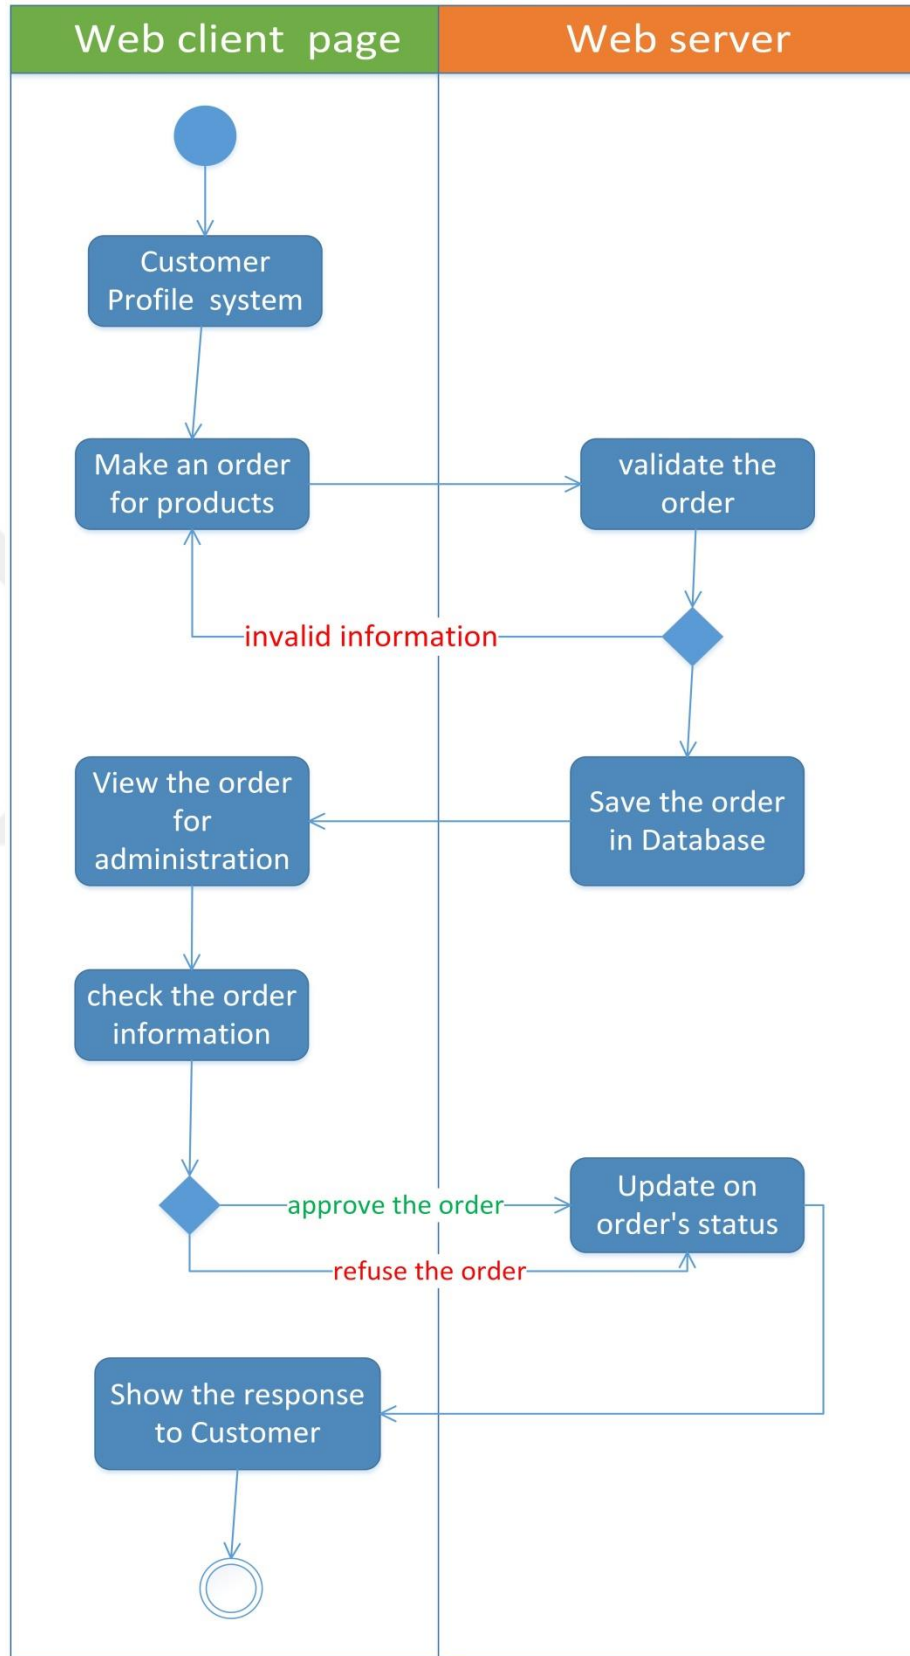 Web client  page
Web server
Customer
Profile  system
Make an order
for products
validate the
order
invalid information
View the order
for
administration
Save the order
in Database
check the order
information
approve the order
Update on
order's status
refuse the order
Show the response
to Customer